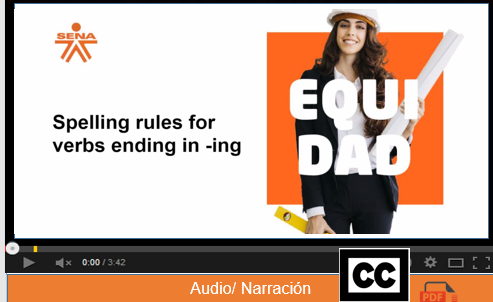 SENA
EQUI
DAD
Spelling rules for
verbs ending in -ing
0:00 / 3:42
CC
Audio/ Narración
PDF